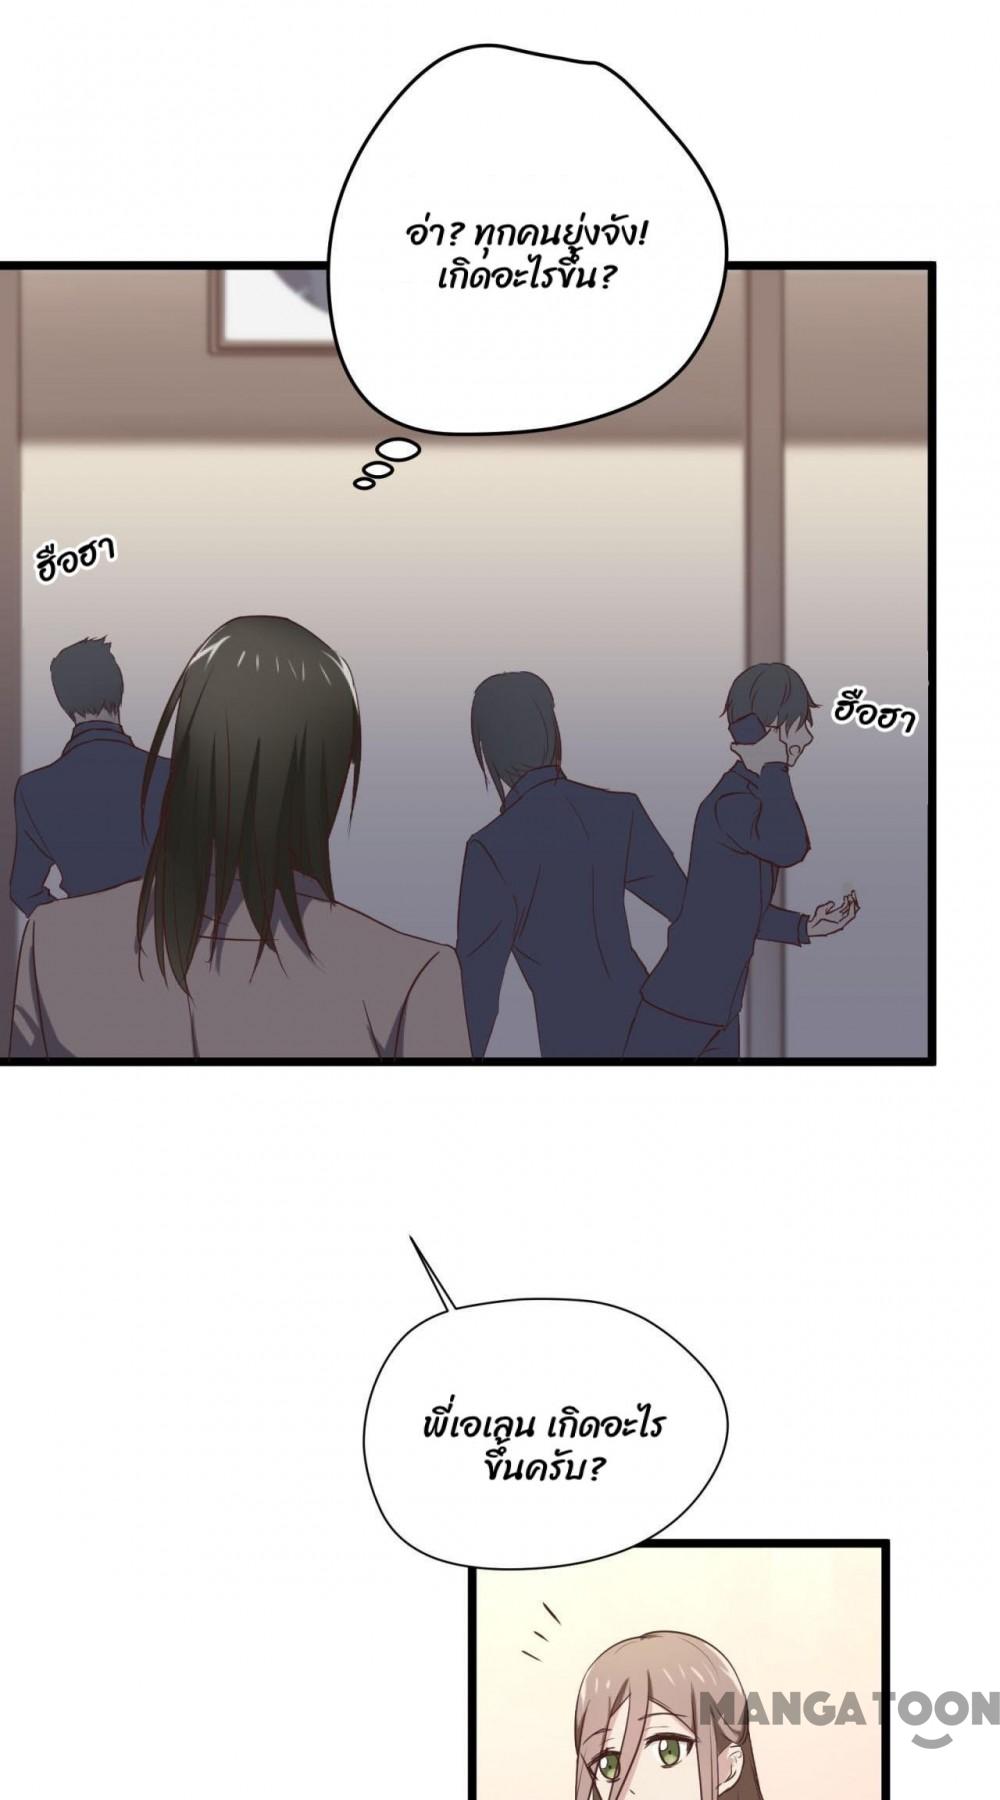 อ่า? ทุกคนยุ่งจัง!
เกิดอะไรขึ้น?
ฮือฮา
ฮือฮา
พี่เอเลน เกิดอะไร
ขึ้นครับ?
MANGATOON